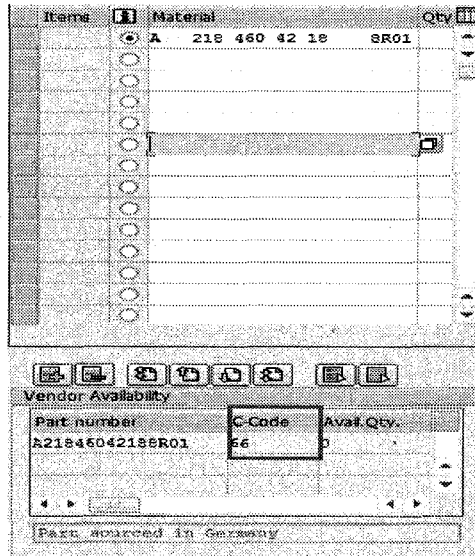 Items Material Qty
A 218 460 42 18 8R01
Vendor Availability
Part number C-Code Avail.Qty.
A21846042188R01 66 0
Part sourced in Germany